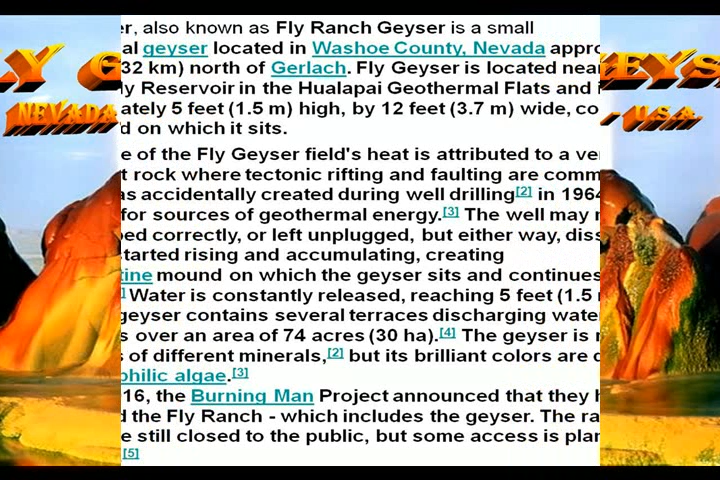 LY G
EYS
NEVADA
- U.S.A.
er, also known as Fly Ranch Geyser is a small
al geyser located in Washoe County, Nevada appro
(32 km) north of Gerlach. Fly Geyser is located nea
ly Reservoir in the Hualapai Geothermal Flats and i
ately 5 feet (1.5 m) high, by 12 feet (3.7 m) wide, co
d on which it sits.
e of the Fly Geyser field's heat is attributed to a ve
t rock where tectonic rifting and faulting are comm
as accidentally created during well drilling[2] in 1964
for sources of geothermal energy.[3] The well may
ped correctly, or left unplugged, but either way, diss
started rising and accumulating, creating
tine mound on which the geyser sits and continues
Water is constantly released, reaching 5 feet (1.5
geyser contains several terraces discharging wate
s over an area of 74 acres (30 ha).[4] The geyser is
s of different minerals,[2] but its brilliant colors are
philic algae.[3]
16, the Burning Man Project announced that they h
d the Fly Ranch - which includes the geyser. The ra
e still closed to the public, but some access is plan
[5]